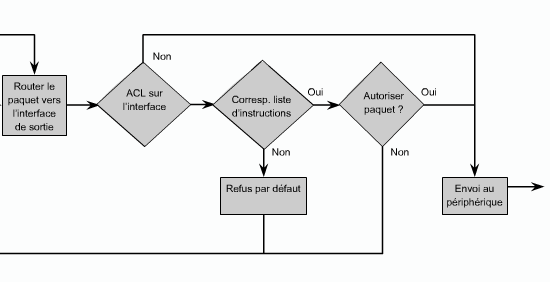 Non
Router le
paquet vers
l'interface
de sortie
ACL sur
l'interface
Corresp. liste
d'instructions
Oui
Autoriser
paquet ?
Oui
Non
Non
Refus par défaut
Envoi au
périphérique